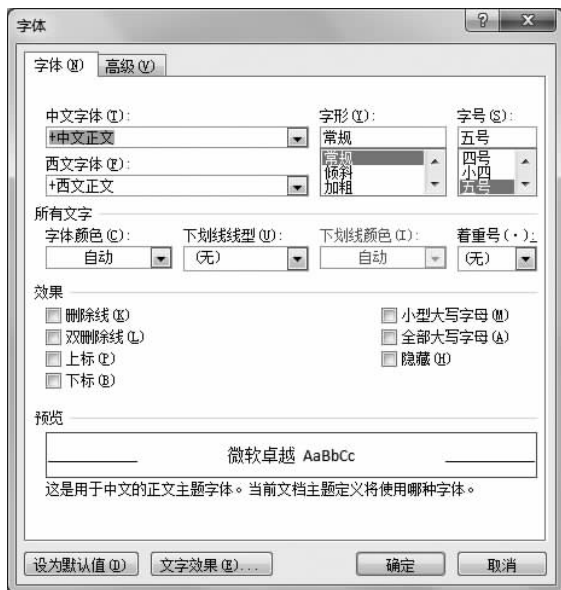 字体
字体(N) 高级(V)
中文字体(T): 字形(Y): 字号(S):
+中文正文 常规 五号
西文字体(F): 常规 四号
+西文正文 倾斜 小四
加粗 五号
所有文字
字体颜色(C): 下划线线型(U): 下划线颜色(I): 着重号(·):
自动 (无) 自动 (无)
效果
删除线(K) 小型大写字母(M)
双删除线(L) 全部大写字母(A)
上标(P) 隐藏(H)
下标(B)
预览
微软卓越 AaBbCc
这是用于中文的正文主题字体。当前文档主题定义将使用哪种字体。
设为默认值(D) 文字效果(E)... 确定 取消